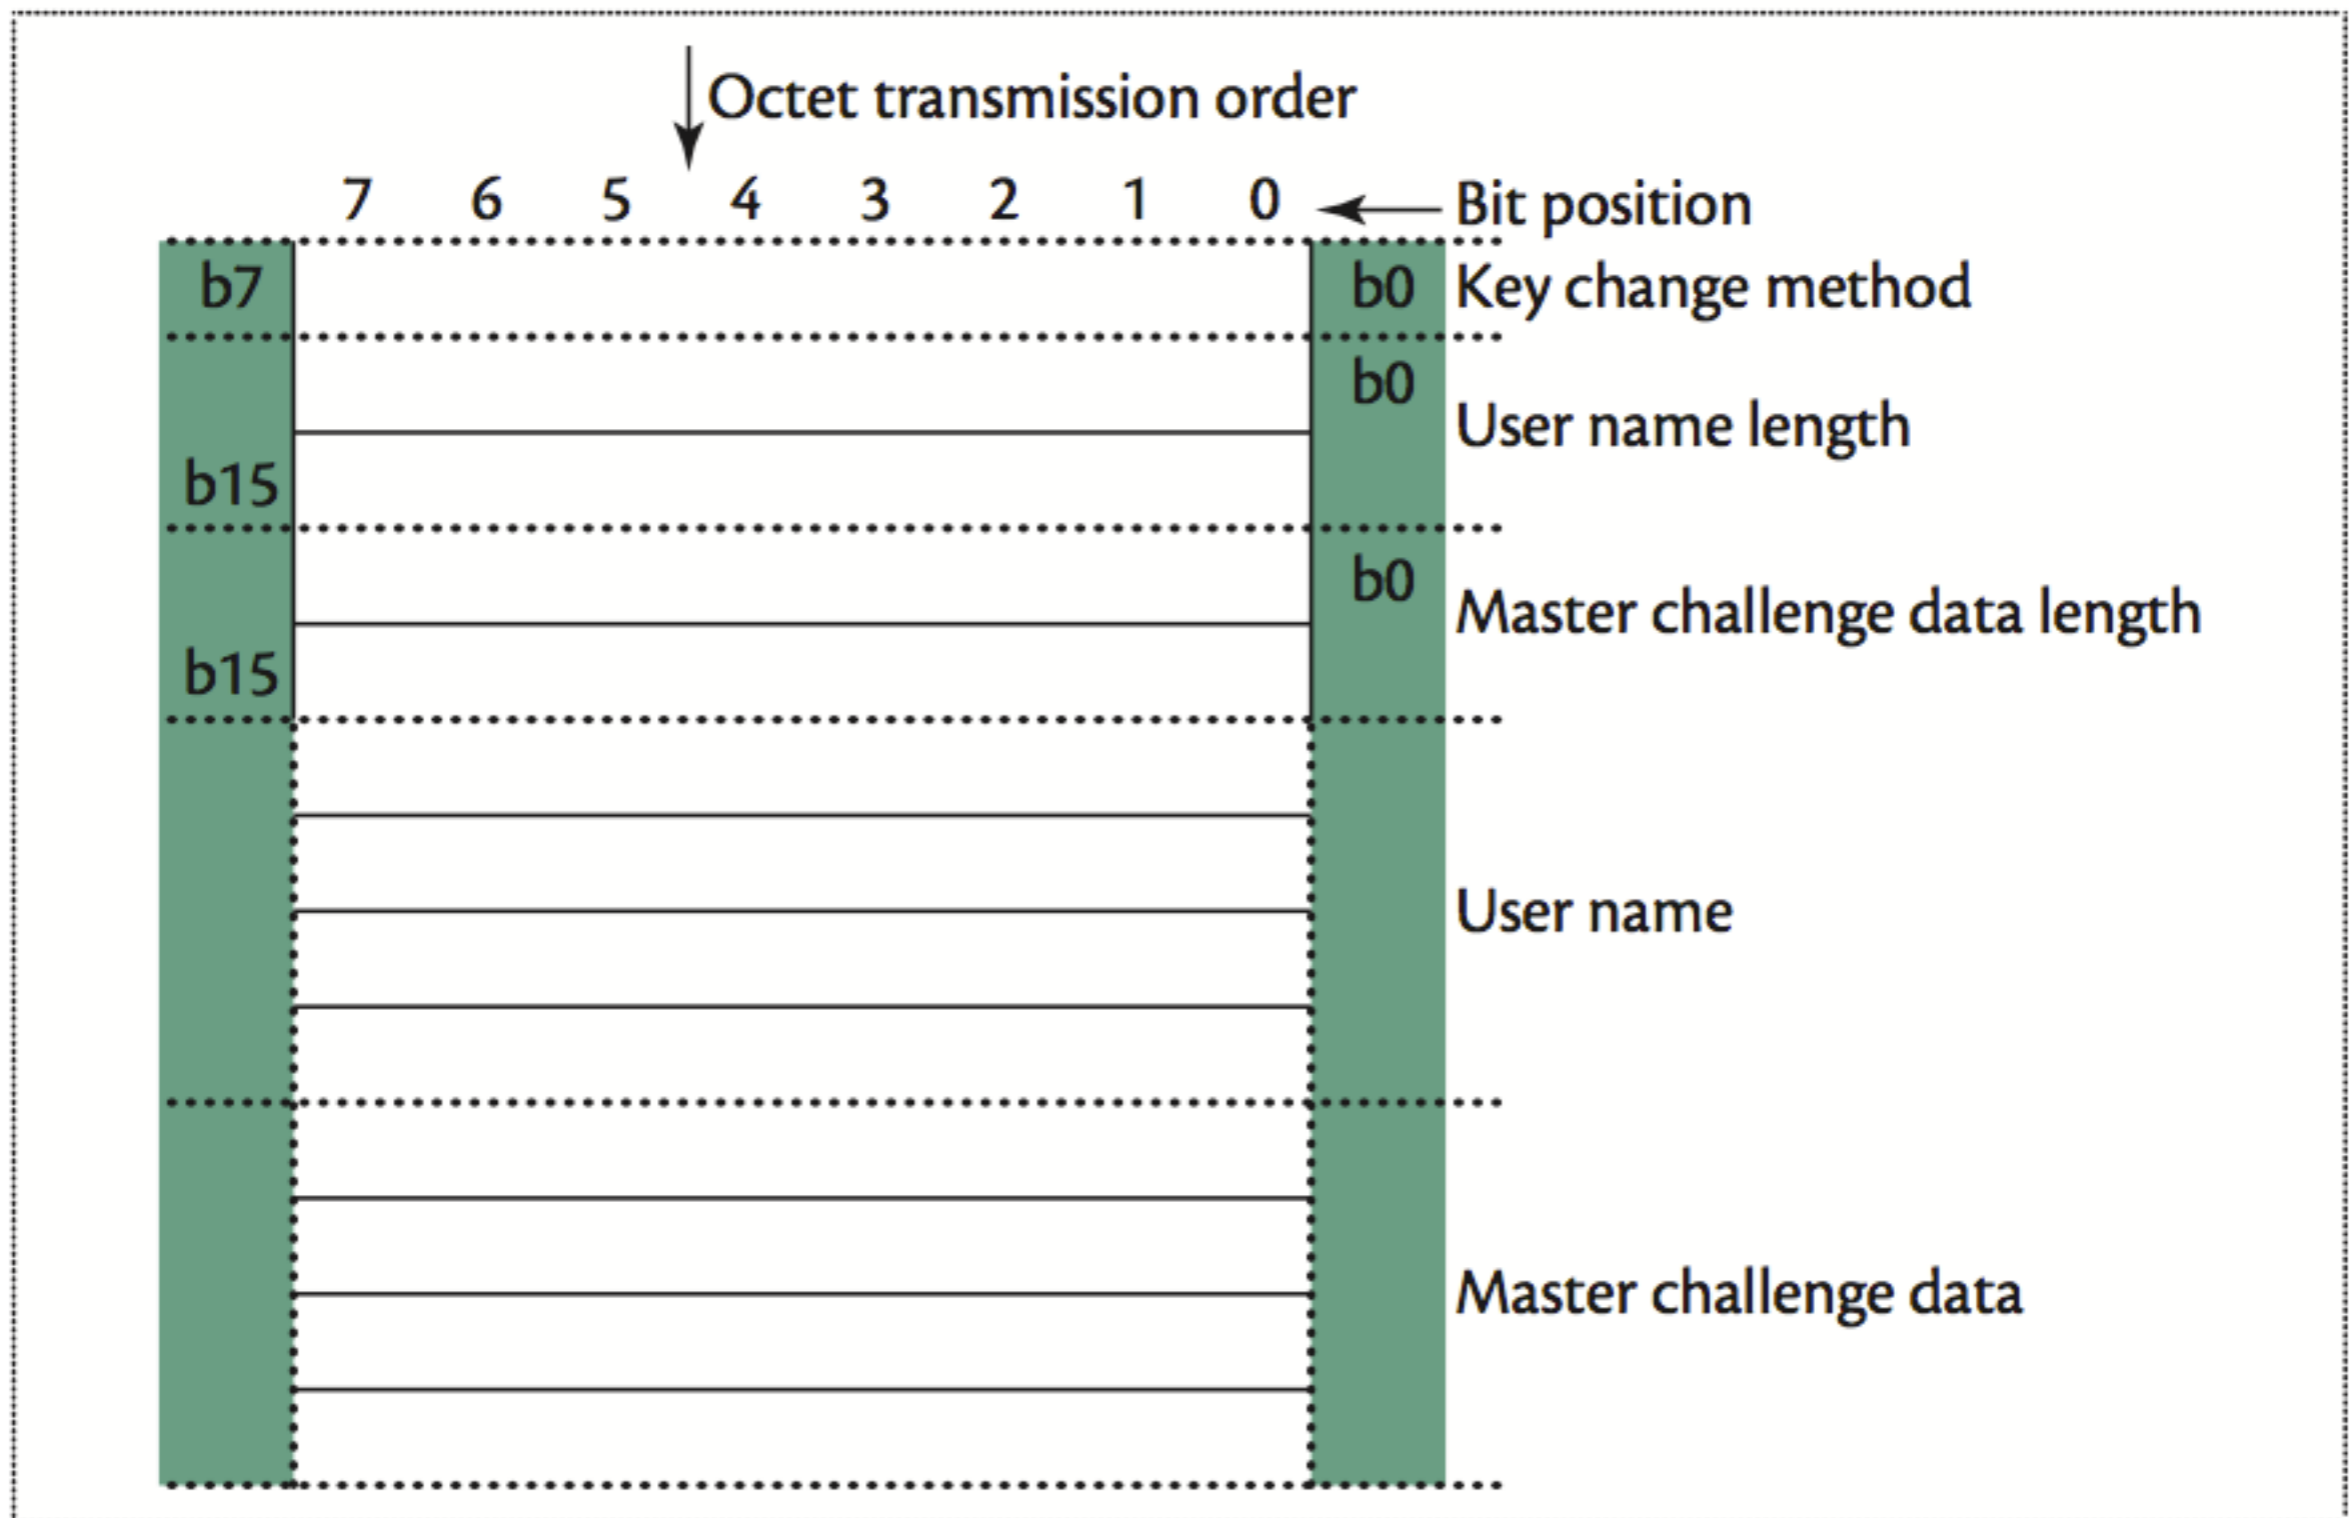 Octet transmission order
7 6 5 4 3 2 1 0 Bit position
b7 b0 Key change method
b0
User name length
b15
b0
Master challenge data length
b15
User name
Master challenge data